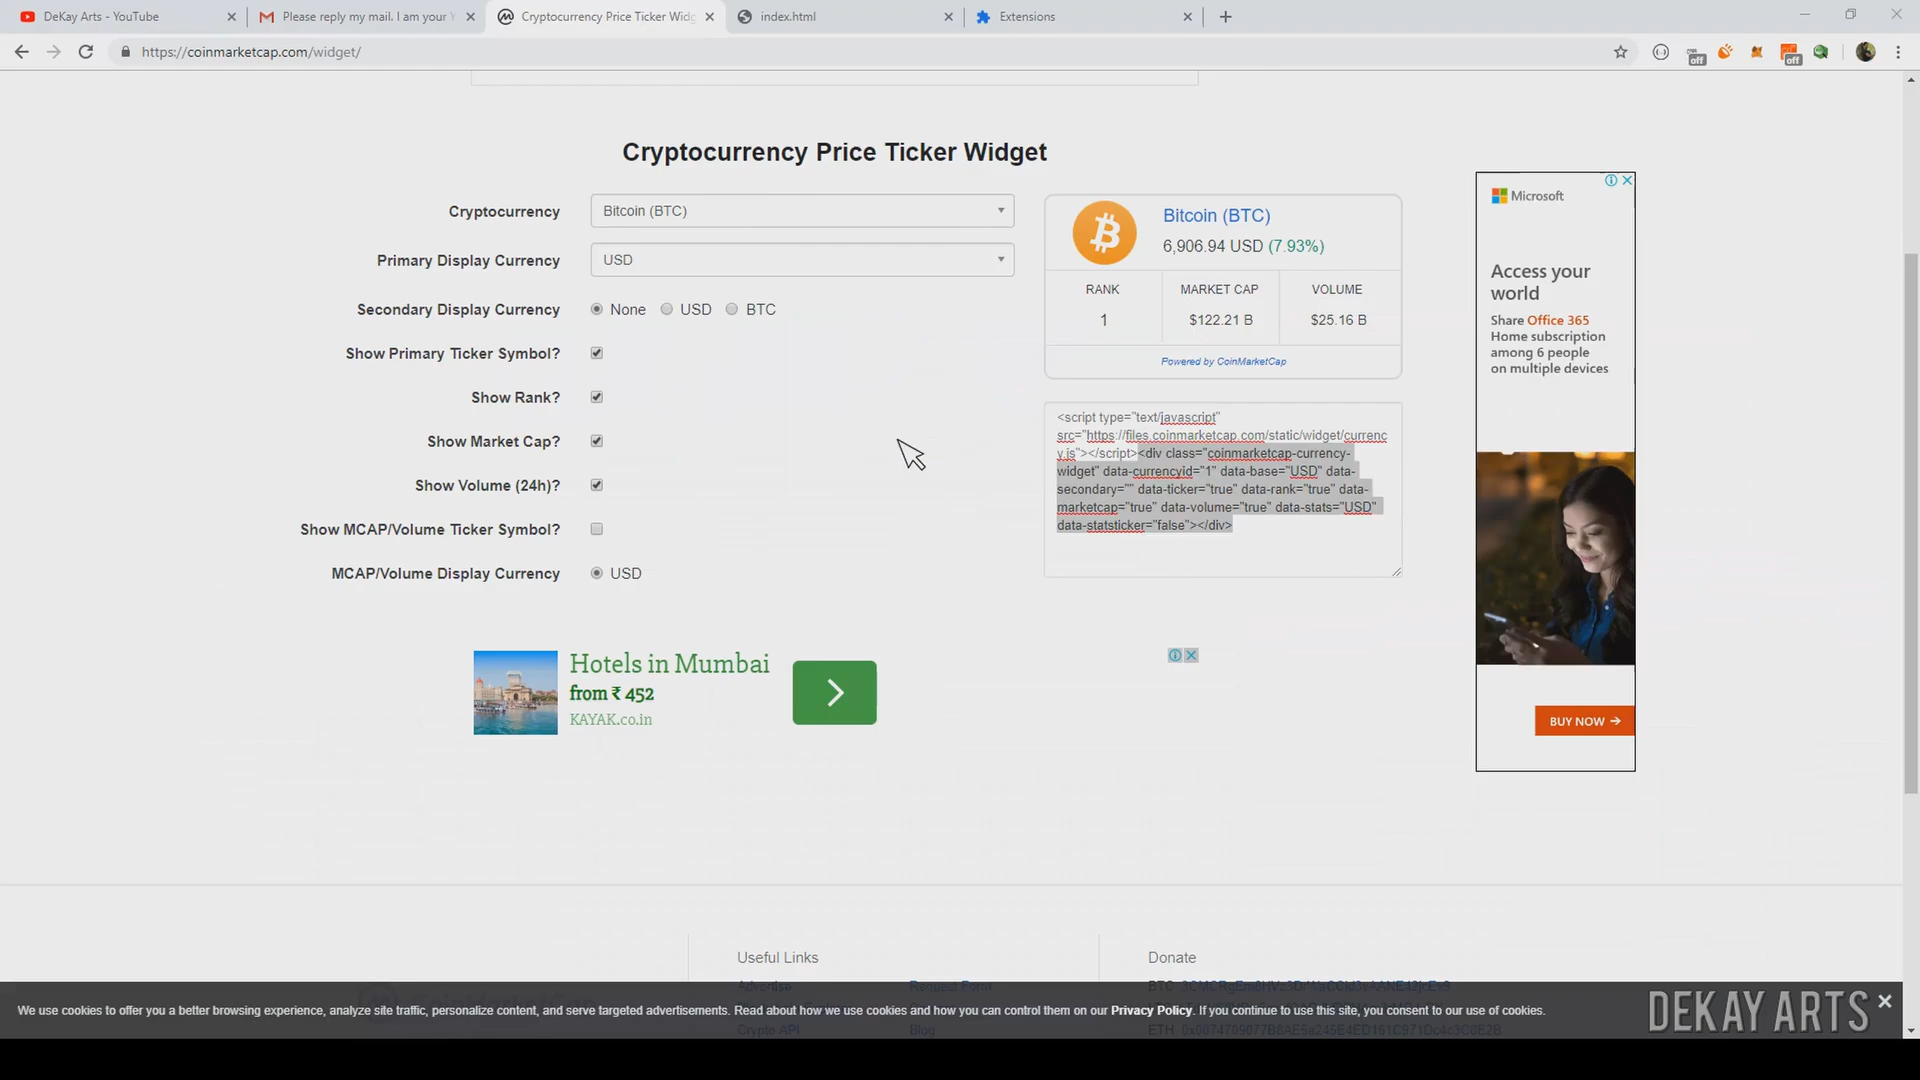 DeKay Arts - YouTube
Please reply my mail. I am your Y
Cryptocurrency Price Ticker Widg
index.html
Extensions
https://coinmarketcap.com/widget/
off
off
Cryptocurrency Price Ticker Widget
Cryptocurrency
Bitcoin (BTC)
Primary Display Currency
USD
Secondary Display Currency
None
USD
BTC
Show Primary Ticker Symbol?
Show Rank?
Show Market Cap?
Show Volume (24h)?
Show MCAP/Volume Ticker Symbol?
MCAP/Volume Display Currency
USD
Bitcoin (BTC)
6,906.94 USD (7.93%)
RANK
MARKET CAP
VOLUME
1
$122.21 B
$25.16 B
Powered by CoinMarketCap
<script type="text/javascript"
src="https://files.coinmarketcap.com/static/widget/currenc
y.js"></script><div class="coinmarketcap-currency-
widget" data-currencyid="1" data-base="USD" data-
secondary="" data-ticker="true" data-rank="true" data-
marketcap="true" data-volume="true" data-stats="USD"
data-statsticker="false"></div>
Microsoft
Access your
world
Share Office 365
Home subscription
among 6 people
on multiple devices
BUY NOW →
Hotels in Mumbai
from ₹ 452
KAYAK.co.in
Useful Links
Donate
Advertise
Request Form
BTC
We use cookies to offer you a better browsing experience, analyze site traffic, personalize content, and serve targeted advertisements. Read about how we use cookies and how you can control them on our Privacy Policy. If you continue to use this site, you consent to our use of cookies.
Crypto API
Blog
ETH
DEKAY ARTS